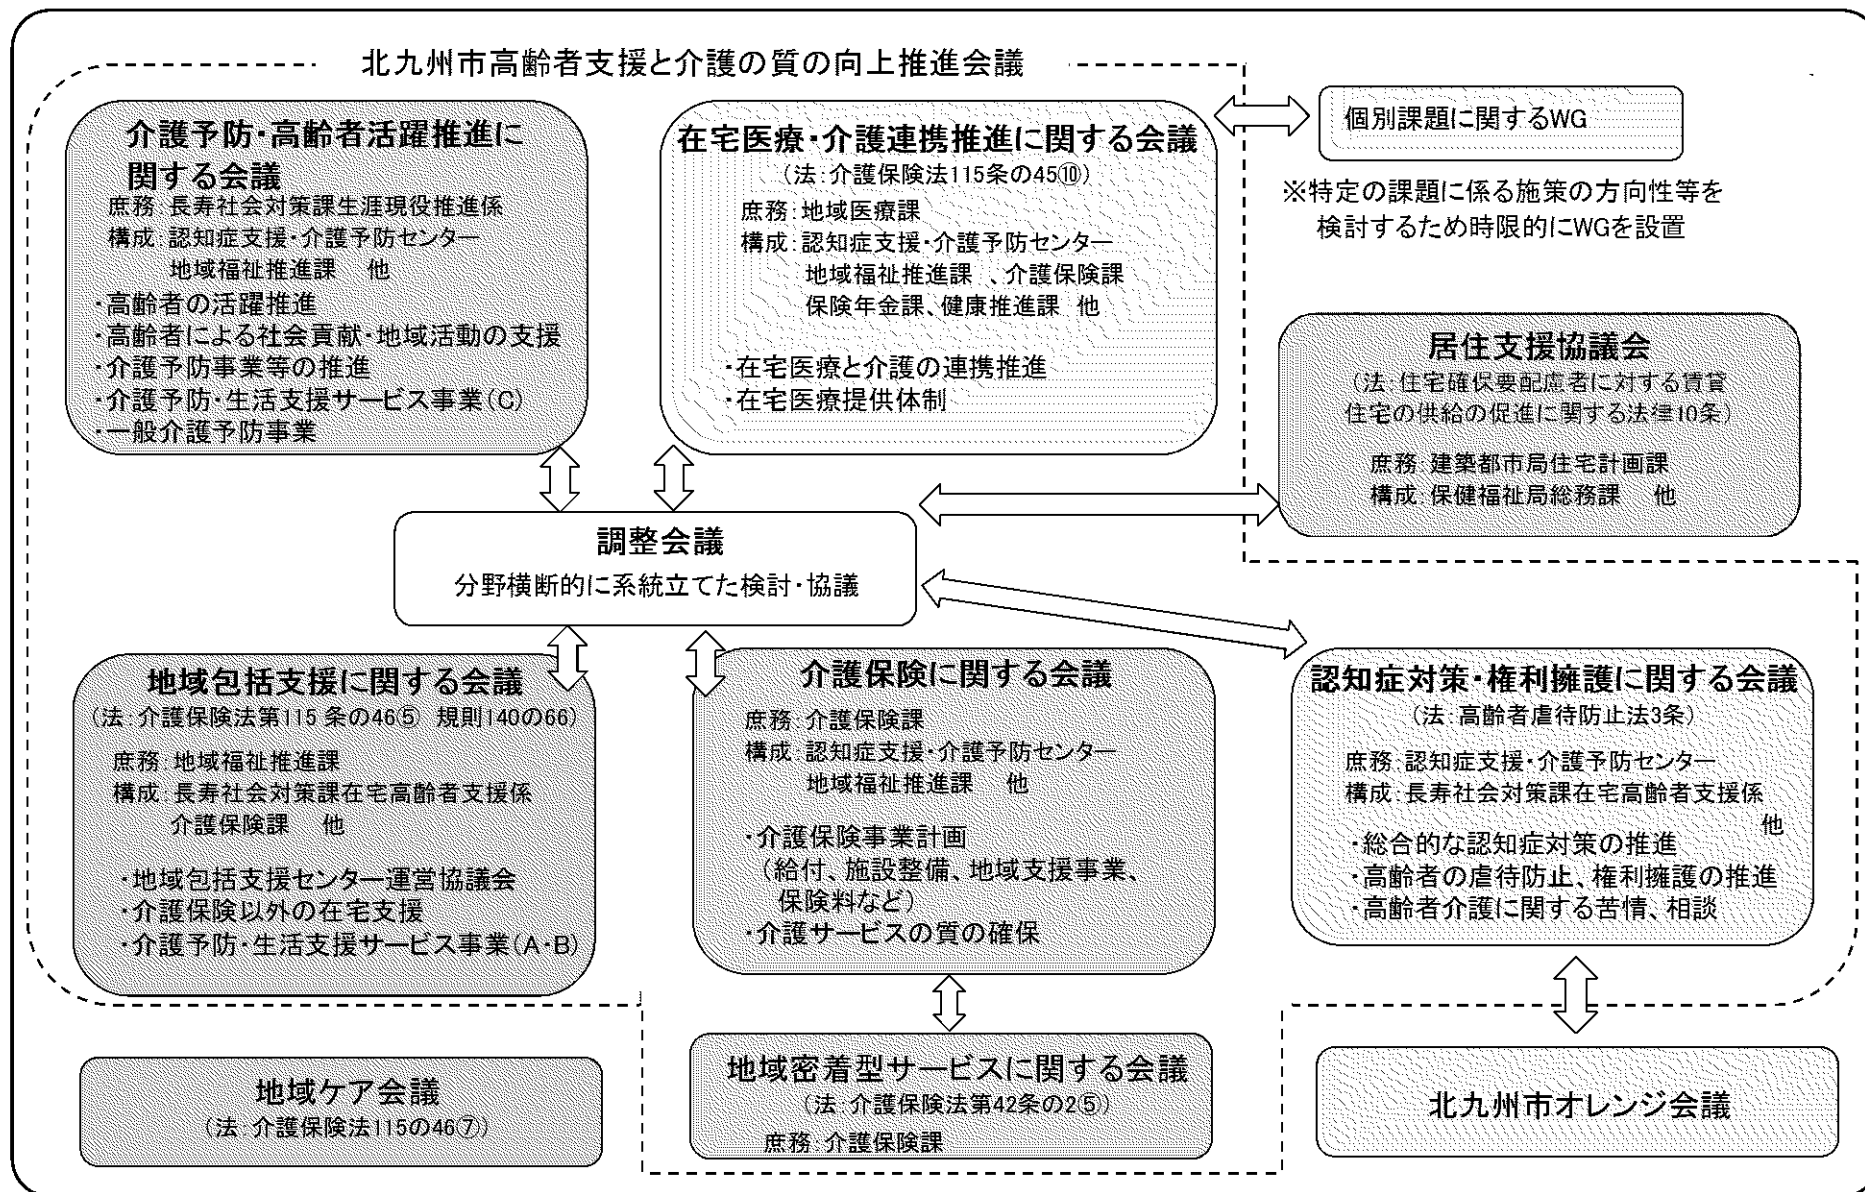 北九州市高齢者支援と介護の質の向上推進会議
介護予防・高齢者活躍推進に
関する会議
庶務:長寿社会対策課生涯現役推進係
構成:認知症支援・介護予防センター
地域福祉推進課 他
・高齢者の活躍推進
・高齢者による社会貢献・地域活動の支援
・介護予防事業等の推進
・介護予防・生活支援サービス事業(C)
・一般介護予防事業
在宅医療・介護連携推進に関する会議
(法:介護保険法115条の45⑩)
庶務:地域医療課
構成:認知症支援・介護予防センター
地域福祉推進課 、介護保険課
保険年金課、健康推進課 他
・在宅医療と介護の連携推進
・在宅医療提供体制
個別課題に関するWG
※特定の課題に係る施策の方向性等を
検討するため時限的にWGを設置
居住支援協議会
(法:住宅確保要配慮者に対する賃貸
住宅の供給の促進に関する法律10条)
庶務:建築都市局住宅計画課
構成:保健福祉局総務課 他
調整会議
分野横断的に系統立てた検討・協議
地域包括支援に関する会議
(法:介護保険法第115条の46⑤ 規則140の66)
庶務:地域福祉推進課
構成:長寿社会対策課在宅高齢者支援係
介護保険課 他
・地域包括支援センター運営協議会
・介護保険以外の在宅支援
・介護予防・生活支援サービス事業(A・B)
介護保険に関する会議
庶務:介護保険課
構成:認知症支援・介護予防センター
地域福祉推進課 他
・介護保険事業計画
(給付、施設整備、地域支援事業、
保険料など)
・介護サービスの質の確保
認知症対策・権利擁護に関する会議
(法:高齢者虐待防止法3条)
庶務:認知症支援・介護予防センター
構成:長寿社会対策課在宅高齢者支援係
他
・総合的な認知症対策の推進
・高齢者の虐待防止、権利擁護の推進
・高齢者介護に関する苦情、相談
地域ケア会議
(法:介護保険法115の46⑦)
地域密着型サービスに関する会議
(法:介護保険法第42条の2⑤)
庶務:介護保険課
北九州市オレンジ会議